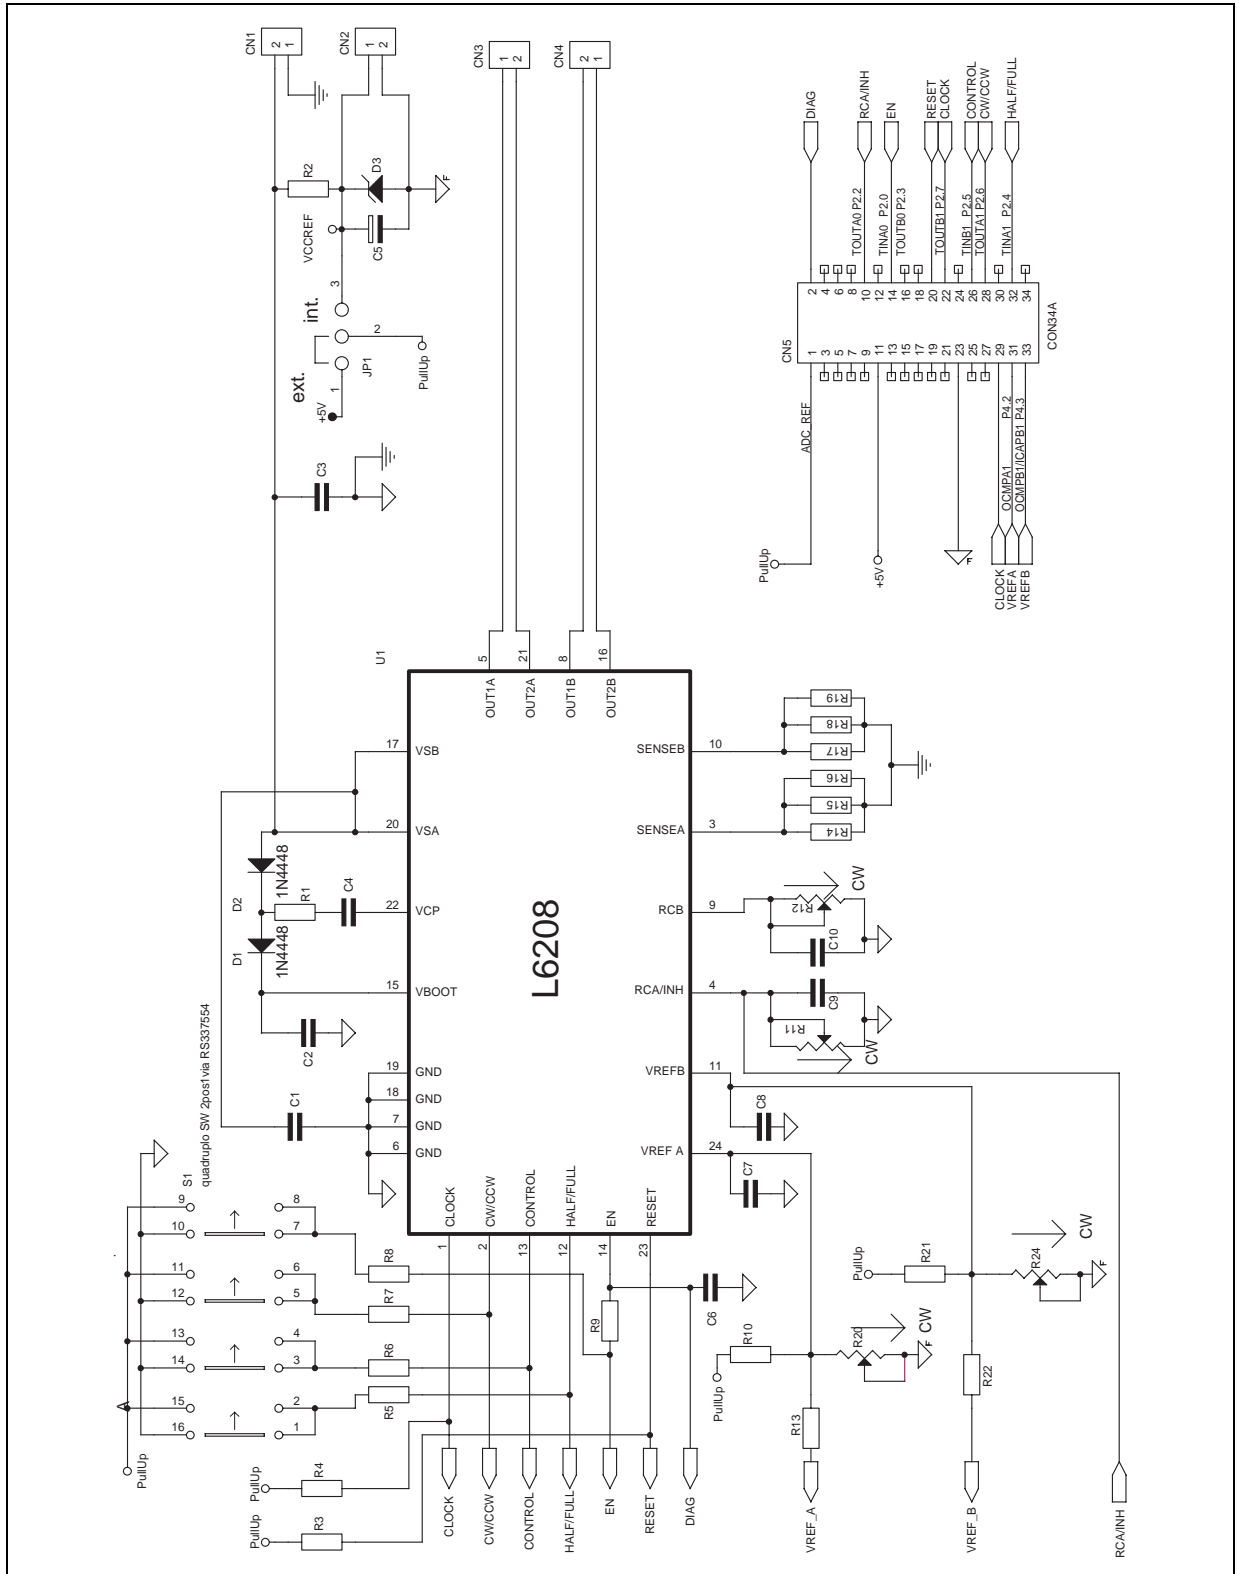 CN1
2
1
CN2
1
2
CN3
1
2
CN4
2
1
R2
D3
F
VCCREF
C5
3
int.
2
JP1
PullUp
ext.
1
+5V
C3
DIAG
RCA/INH
EN
RESET
CLOCK
CONTROL
CW/CCW
HALF/FULL
TOUTA0 P2.2
TINA0 P2.0
TOUTB0 P2.3
TOUTB1 P2.7
TINB1 P2.5
TOUTA1 P2.6
TINA1 P2.4
2
4
6
8
10
12
14
16
18
20
22
24
26
28
30
32
34
CN5
1
3
5
7
9
11
13
15
17
19
21
23
25
27
29
31
33
CON34A
ADC_REF
PullUp
+5V
F
OCMPA1 P4.2
OCMPB1/ICAPB1 P4.3
CLOCK
VREFA
VREFB
U1
5
OUT1A
21
OUT2A
8
OUT1B
16
OUT2B
17
VSB
20
VSA
22
VCP
15
VBOOT
19
GND
18
GND
7
GND
6
GND
L6208
SENSEB
10
SENSEA
3
RCB
9
RCA/INH
4
VREFB
11
VREF A
24
CLOCK
1
CW/CCW
2
CONTROL
13
HALF/FULL
12
EN
14
RESET
23
R19
R18
R17
R16
R15
R14
R12
CW
C10
C9
R11
CW
C8
C7
D2
1N4448
R1
C4
D1
1N4448
C2
C1
S1
quadruplo SW 2pos1via RS337554
9
10
11
12
13
14
15
16
8
7
6
5
4
3
2
1
A
PullUp
R8
R7
R6
R5
R9
C6
PullUp
R4
PullUp
R3
CLOCK
CW/CCW
CONTROL
HALF/FULL
EN
RESET
DIAG
PullUp
R10
R20
CW
F
R13
VREF_A
PullUp
R21
R24
CW
F
R22
VREF_B
RCA/INH